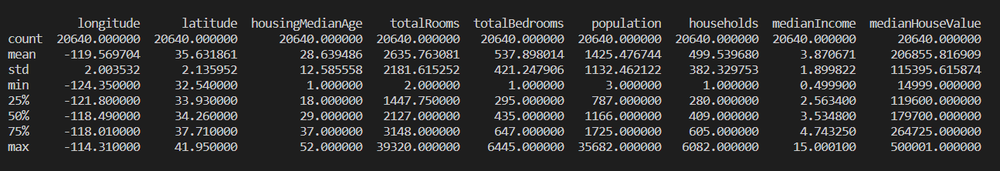 longitude latitude housingMedianAge totalRooms totalBedrooms population households medianIncome medianHouseValue
count 20640.000000 20640.000000 20640.000000 20640.000000 20640.000000 20640.000000 20640.000000 20640.000000 20640.000000
mean -119.569704 35.631861 28.639486 2635.763081 537.898014 1425.476744 499.539680 3.870671 206855.816909
std 2.003532 2.135952 12.585558 2181.615252 421.247906 1132.462122 382.329753 1.899822 115395.615874
min -124.350000 32.540000 1.000000 2.000000 1.000000 3.000000 1.000000 0.499900 14999.000000
25% -121.800000 33.930000 18.000000 1447.750000 295.000000 787.000000 280.000000 2.563400 119600.000000
50% -118.490000 34.260000 29.000000 2127.000000 435.000000 1166.000000 409.000000 3.534800 179700.000000
75% -118.010000 37.710000 37.000000 3148.000000 647.000000 1725.000000 605.000000 4.743250 264725.000000
max -114.310000 41.950000 52.000000 39320.000000 6445.000000 35682.000000 6082.000000 15.000100 500001.000000